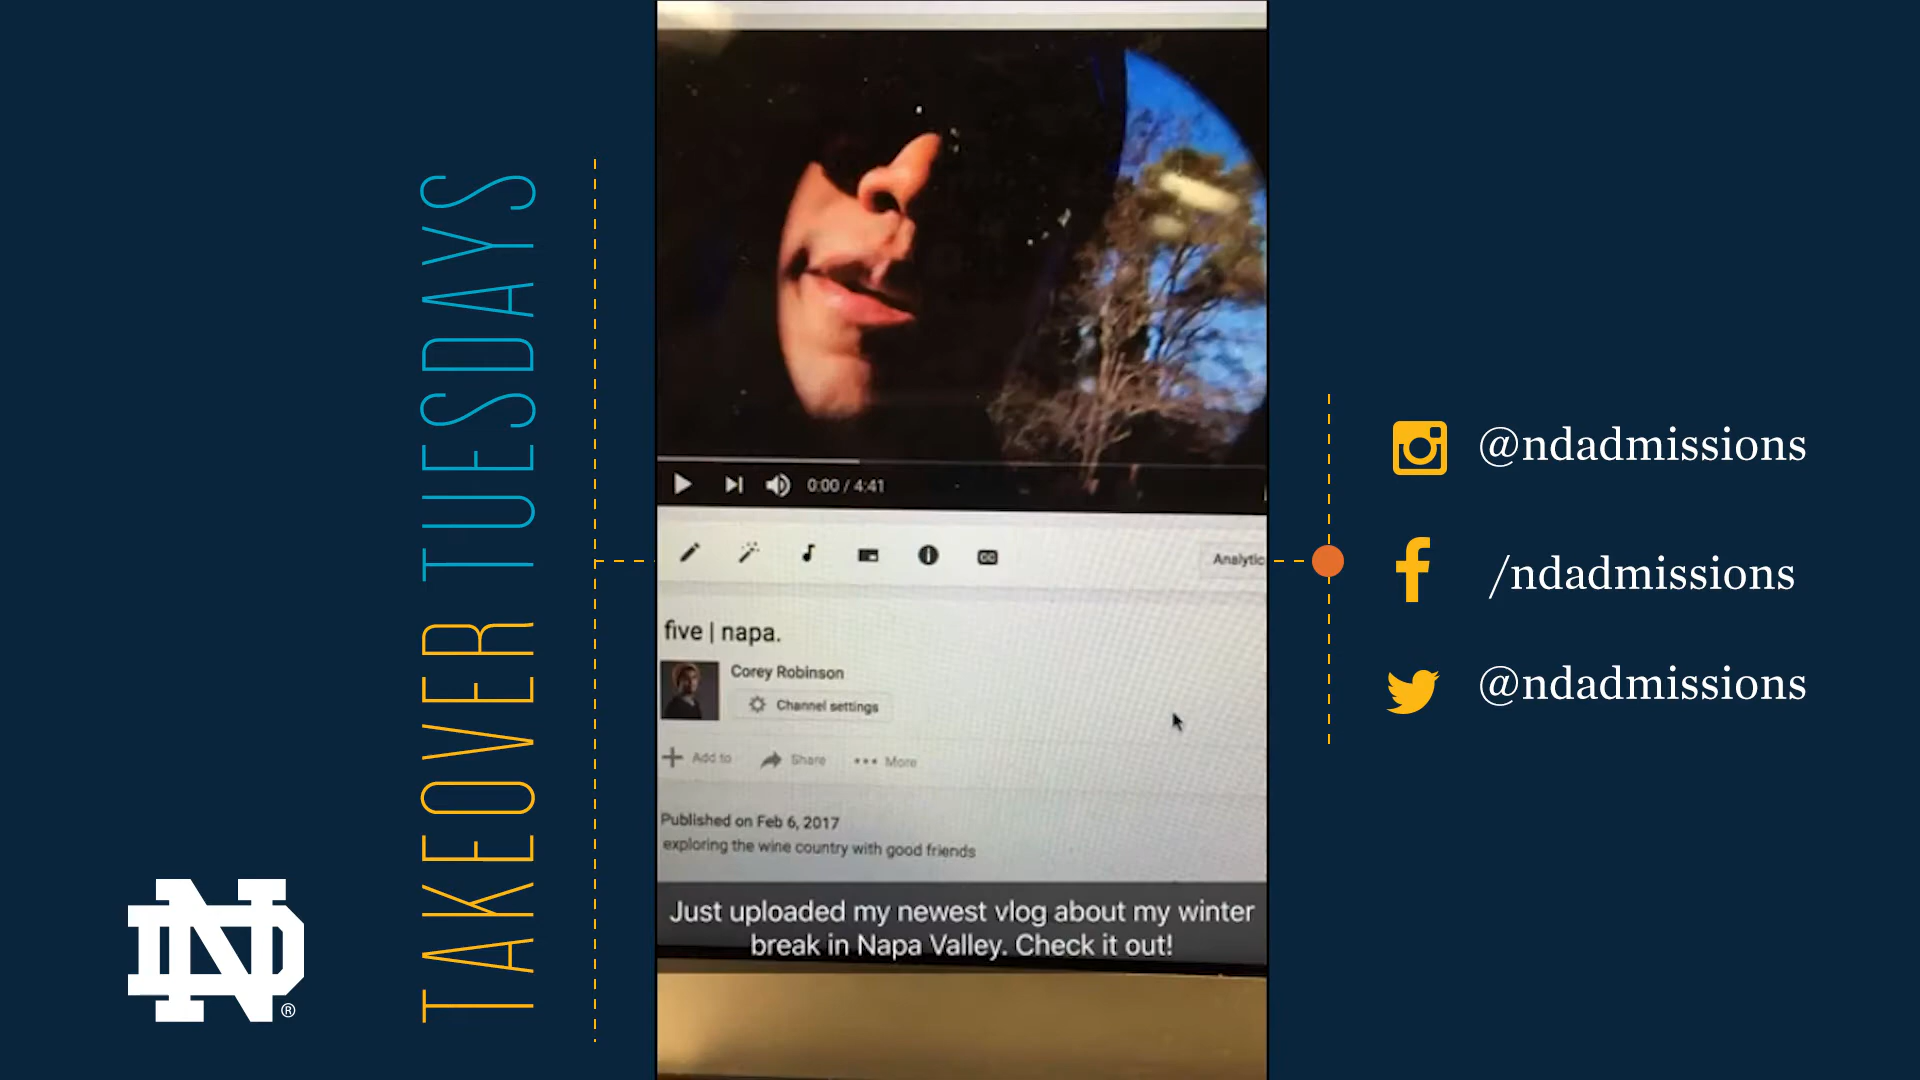 TAKEOVER TUESDAYS
ND
®
0:00 / 4:41
CC
Analytic
five | napa.
Corey Robinson
Channel settings
Add to
Share
More
Published on Feb 6, 2017
exploring the wine country with good friends
Just uploaded my newest vlog about my winter
break in Napa Valley. Check it out!
@ndadmissions
/ndadmissions
@ndadmissions